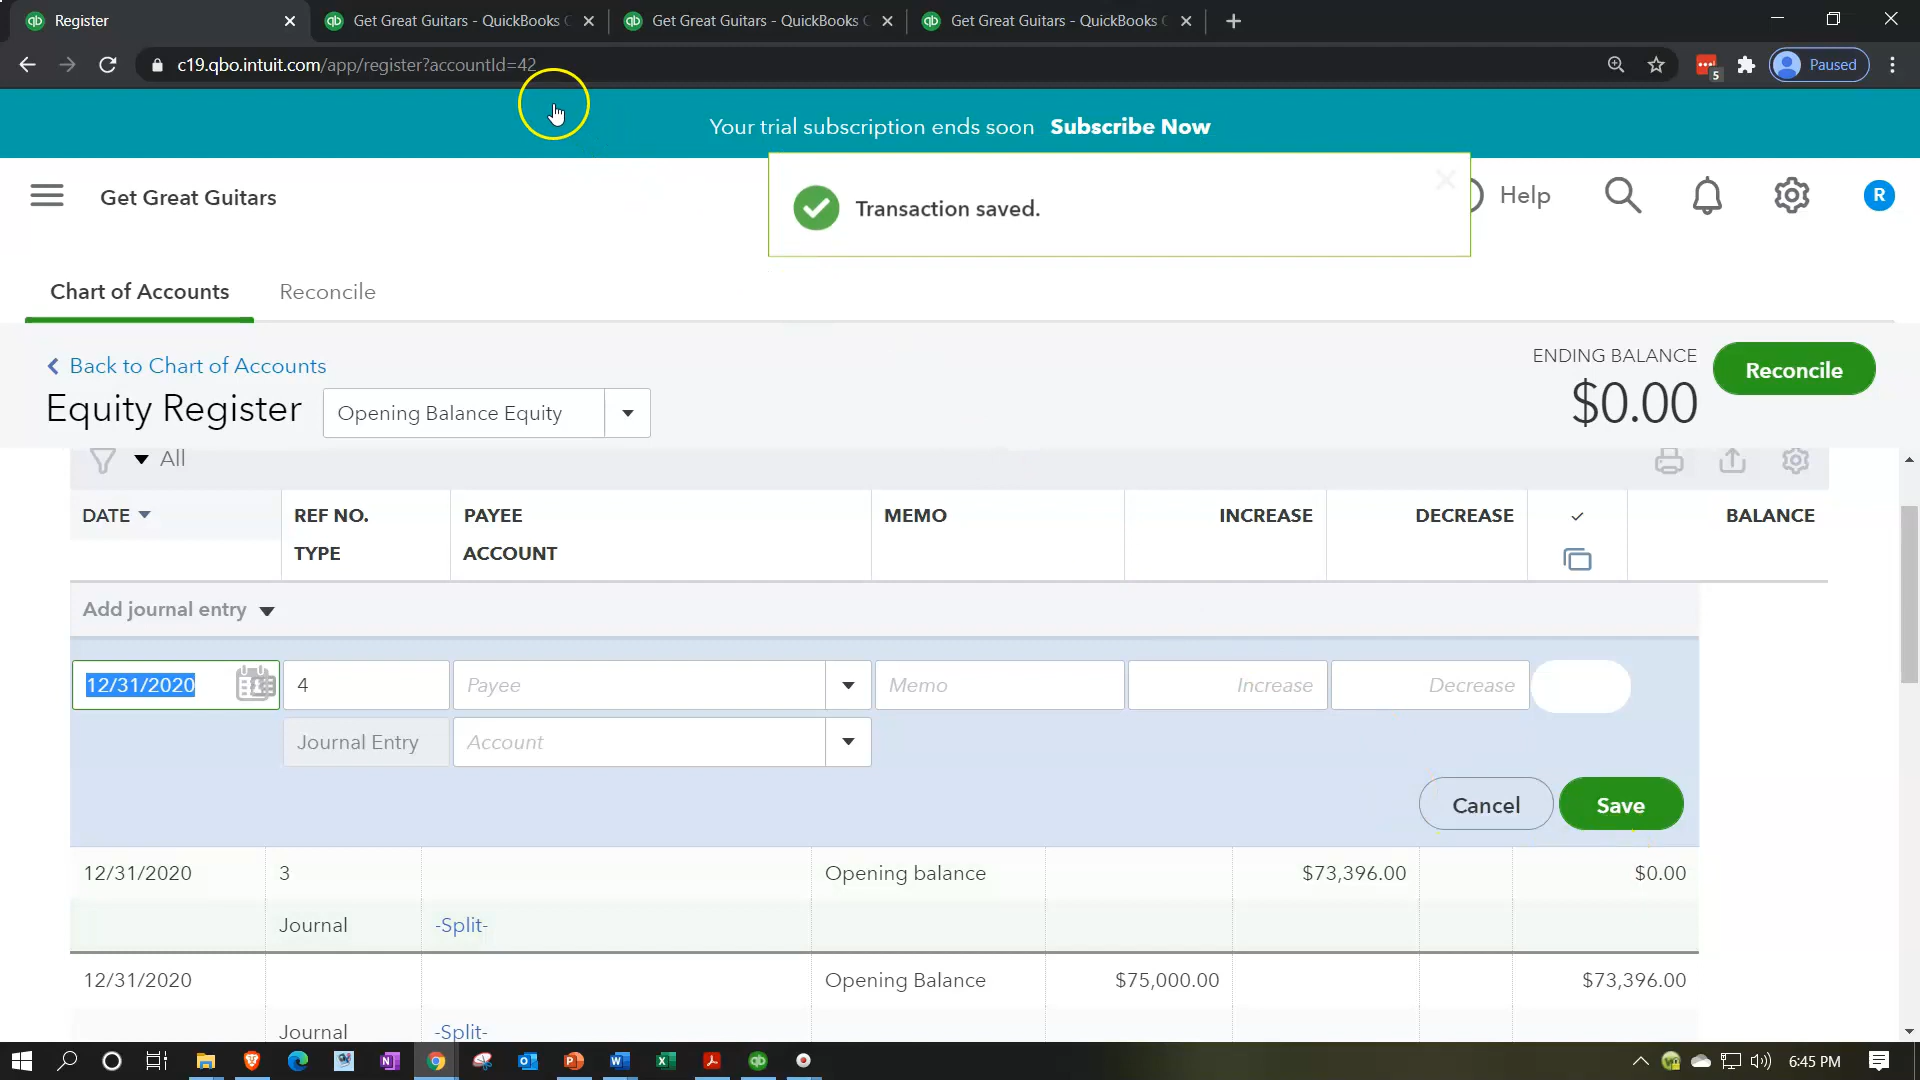 Register
Get Great Guitars - QuickBooks
Get Great Guitars - QuickBooks
Get Great Guitars - QuickBooks
c19.qbo.intuit.com/app/register?accountId=42
5
Paused
Your trial subscription ends soon Subscribe Now
Get Great Guitars
Transaction saved.
Help
R
Chart of Accounts
Reconcile
Back to Chart of Accounts
ENDING BALANCE
$0.00
Reconcile
Equity Register
Opening Balance Equity
All
DATE REF NO. PAYEE MEMO INCREASE DECREASE BALANCE
TYPE ACCOUNT
Add journal entry
12/31/2020 4 Payee Memo Increase Decrease
Journal Entry Account
Cancel Save
12/31/2020 3 Opening balance $73,396.00 $0.00
Journal -Split-
12/31/2020 Opening Balance $75,000.00 $73,396.00
Journal -Split-
6:45 PM